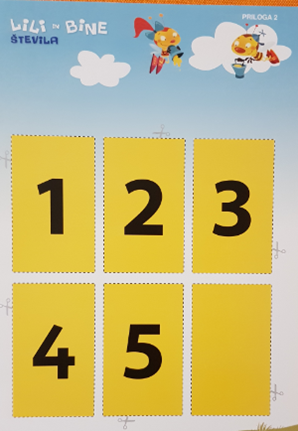 LiLi iN BiNE
ŠTEVILA
PRILOGA 2
1 2 3
4 5